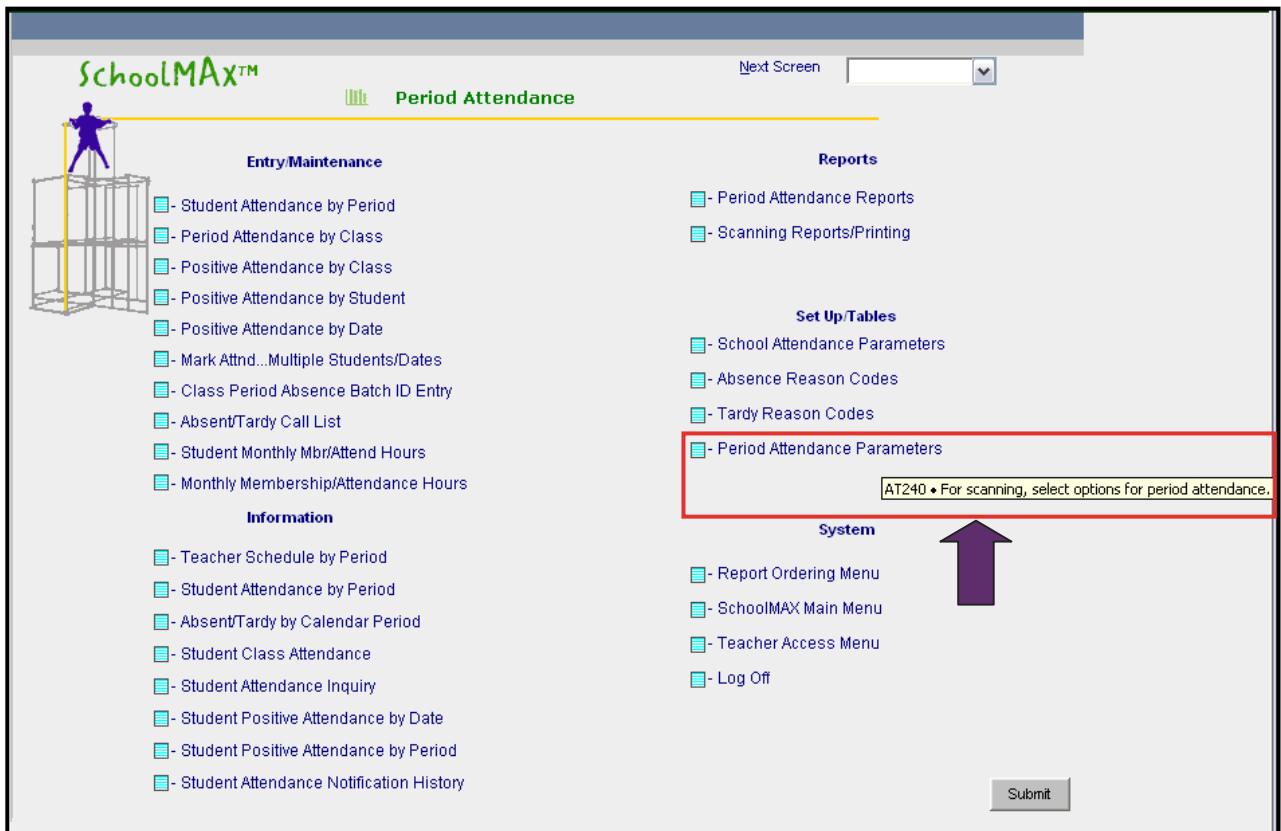 SchoolMAX™
Next Screen
Period Attendance
Entry/Maintenance
- Student Attendance by Period
- Period Attendance by Class
- Positive Attendance by Class
- Positive Attendance by Student
- Positive Attendance by Date
- Mark Attnd...Multiple Students/Dates
- Class Period Absence Batch ID Entry
- Absent/Tardy Call List
- Student Monthly Mbr/Attend Hours
- Monthly Membership/Attendance Hours
Information
- Teacher Schedule by Period
- Student Attendance by Period
- Absent/Tardy by Calendar Period
- Student Class Attendance
- Student Attendance Inquiry
- Student Positive Attendance by Date
- Student Positive Attendance by Period
- Student Attendance Notification History
Reports
- Period Attendance Reports
- Scanning Reports/Printing
Set Up/Tables
- School Attendance Parameters
- Absence Reason Codes
- Tardy Reason Codes
- Period Attendance Parameters
AT240 • For scanning, select options for period attendance.
System
- Report Ordering Menu
- SchoolMAX Main Menu
- Teacher Access Menu
- Log Off
Submit